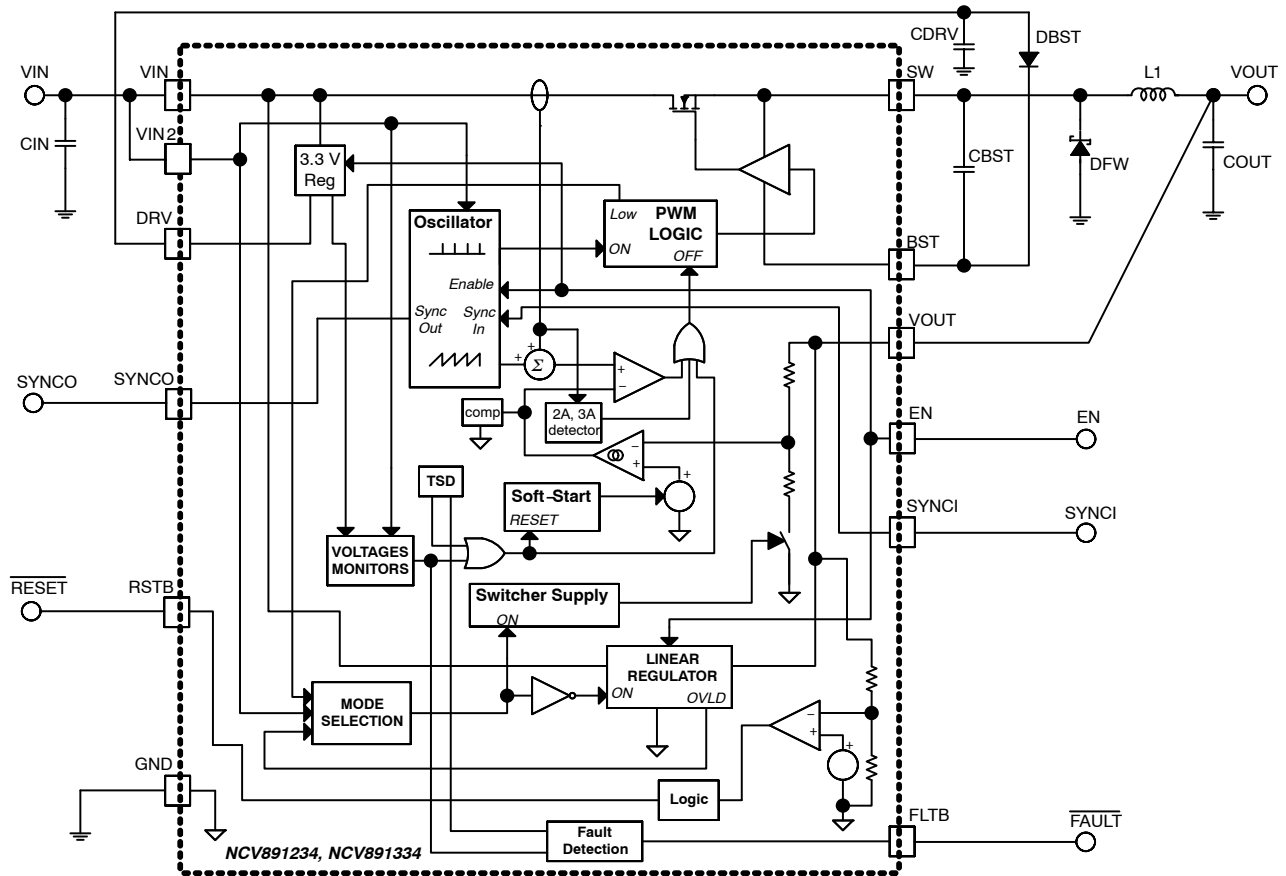 CDRV
DBST
VIN
VIN
SW
L1
VOUT
CIN
VIN2
3.3 V
Reg
CBST
DFW
COUT
DRV
Oscillator
Low
PWM
LOGIC
ON
OFF
BST
Enable
Sync
Out
Sync
In
VOUT
+
+
Σ
+
−
SYNCO
SYNCO
comp
2A, 3A
detector
EN
EN
−
+
+
TSD
Soft−Start
RESET
SYNCI
SYNCI
VOLTAGES
MONITORS
RESET
RSTB
Switcher Supply
ON
LINEAR
REGULATOR
ON
OVLD
MODE
SELECTION
−
+
+
GND
Logic
FLTB
FAULT
Fault
Detection
NCV891234, NCV891334